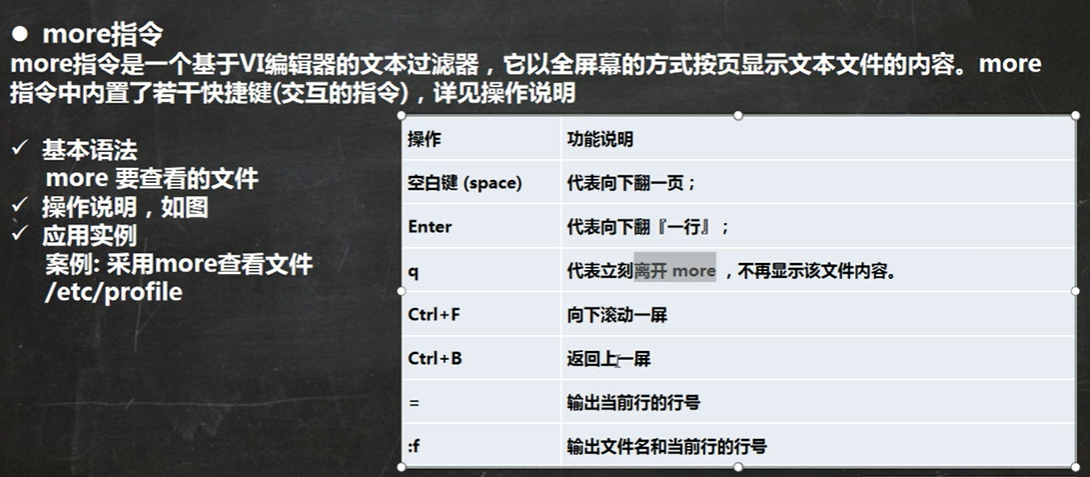 ● more指令
more指令是一个基于VI编辑器的文本过滤器，它以全屏幕的方式按页显示文本文件的内容。more
指令中内置了若干快捷键(交互的指令)，详见操作说明
✓ 基本语法
more 要查看的文件
✓ 操作说明，如图
✓ 应用实例
案例: 采用more查看文件
/etc/profile
操作 功能说明
空白键 (space) 代表向下翻一页；
Enter 代表向下翻『一行』；
q 代表立刻离开 more ，不再显示该文件内容。
Ctrl+F 向下滚动一屏
Ctrl+B 返回上一屏
= 输出当前行的行号
:f 输出文件名和当前行的行号